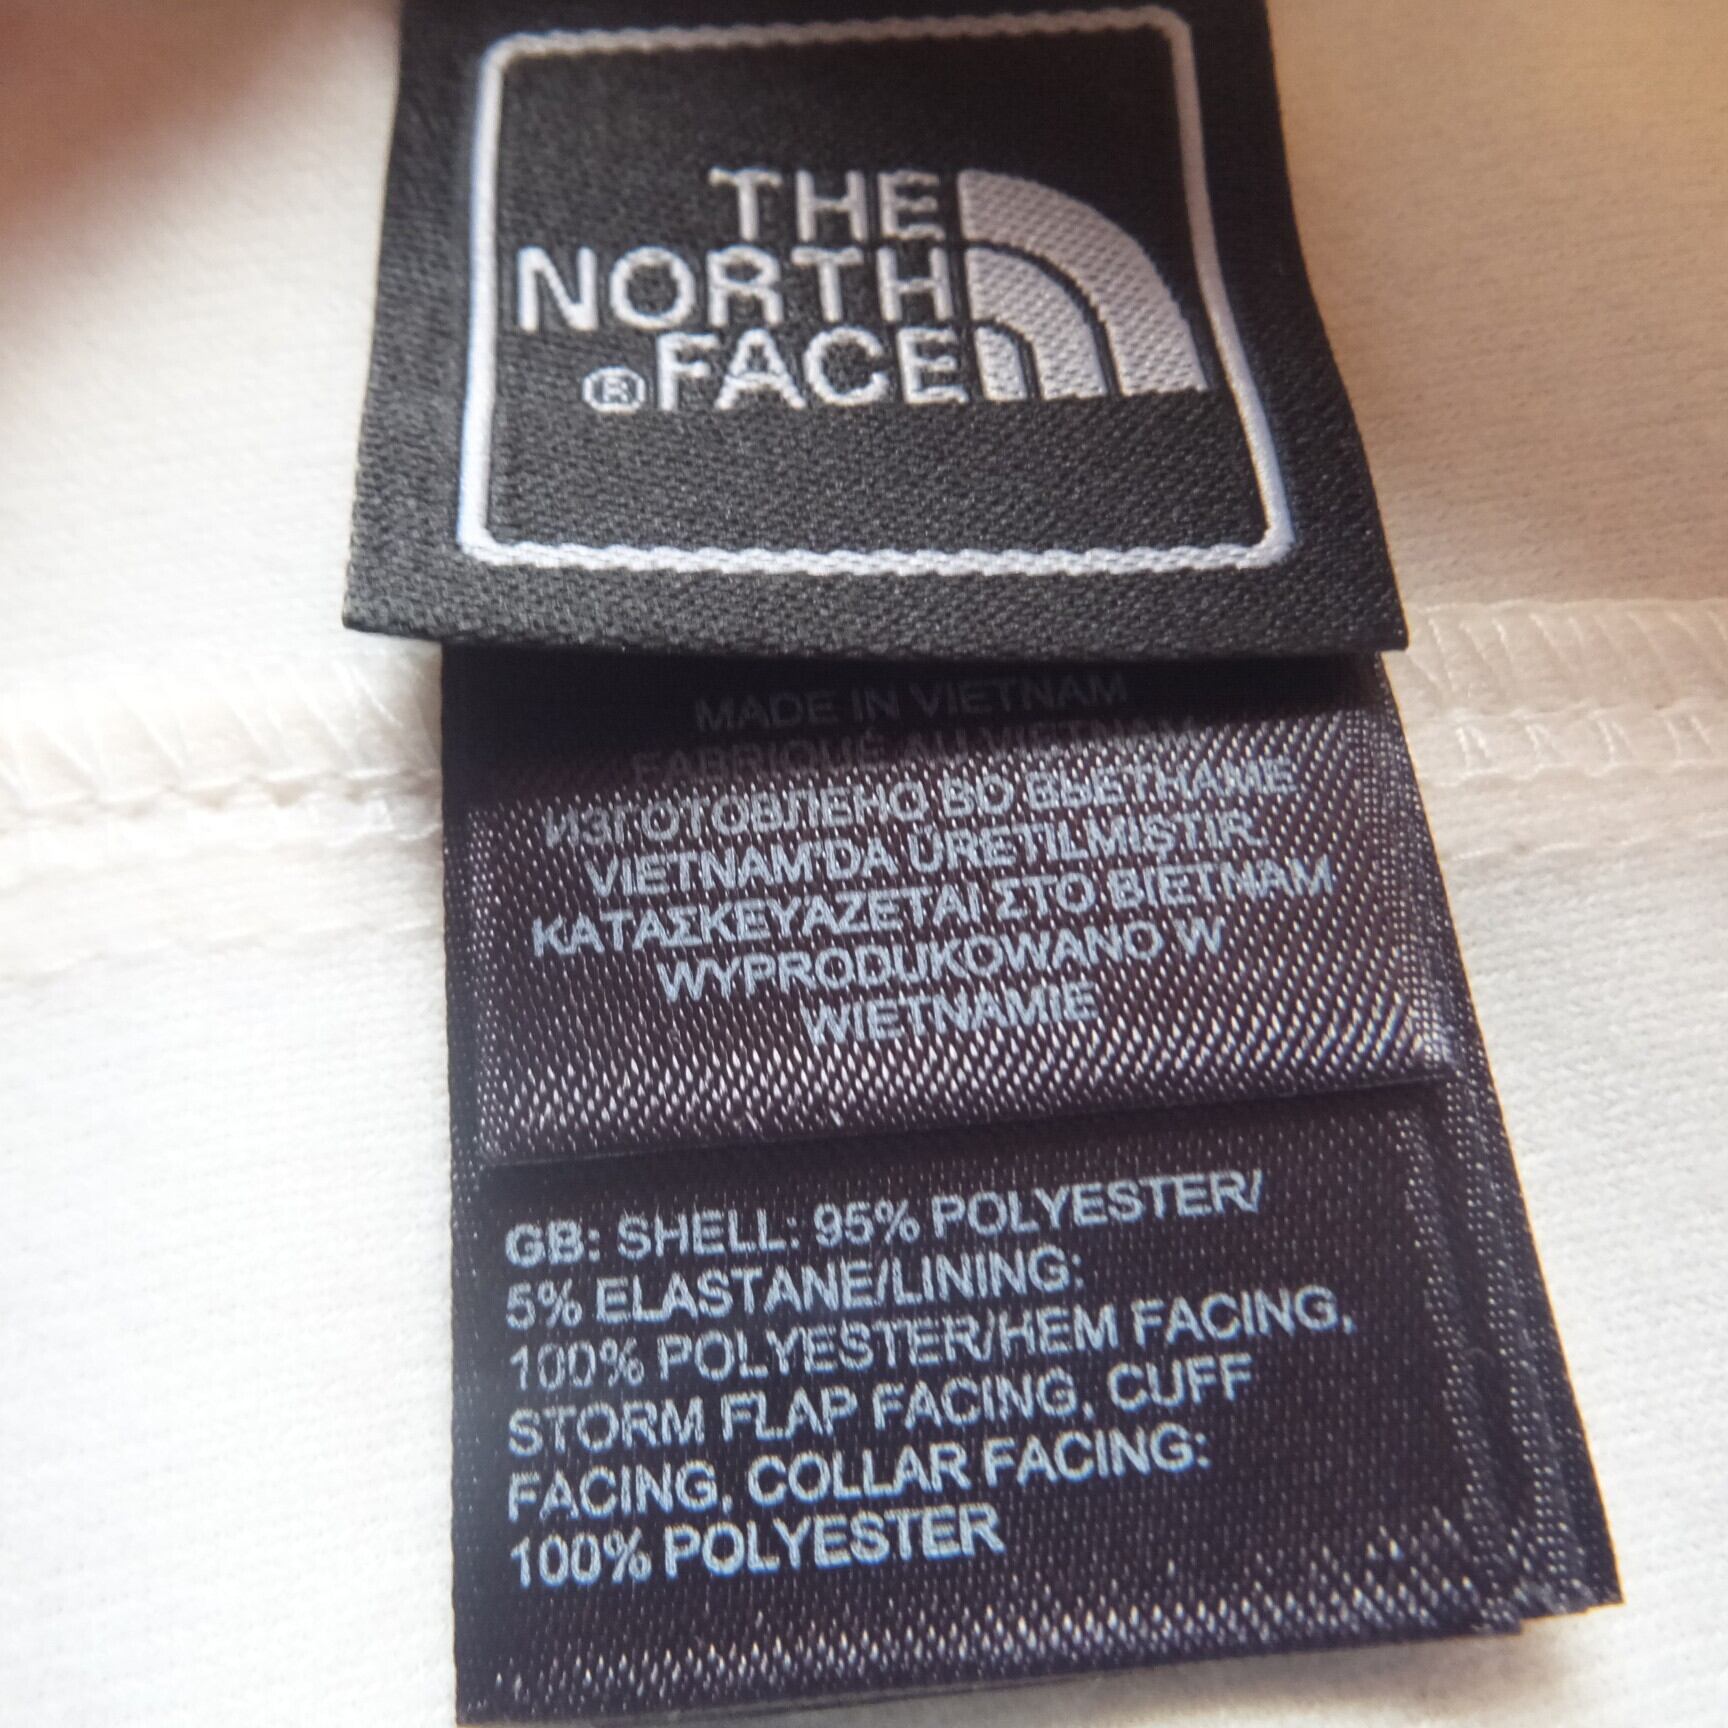 THE
NORTH
®FACE
MADE IN VIETNAM
FABRIQUÉ AU VIETNAM
ИЗГОТОВЛЕНО ВО ВЬЕТНАМЕ
VIETNAM'DA ÜRETILMIŞTIR
ΚΑΤΑΣΚΕΥΆΖΕΤΑΙ ΣΤΟ ΒΙΕΤΝΑΜ
WYPRODUKOWANO W
WIETNAMIE
GB: SHELL: 95% POLYESTER/
5% ELASTANE/LINING:
100% POLYESTER/HEM FACING,
STORM FLAP FACING, CUFF
FACING, COLLAR FACING:
100% POLYESTER